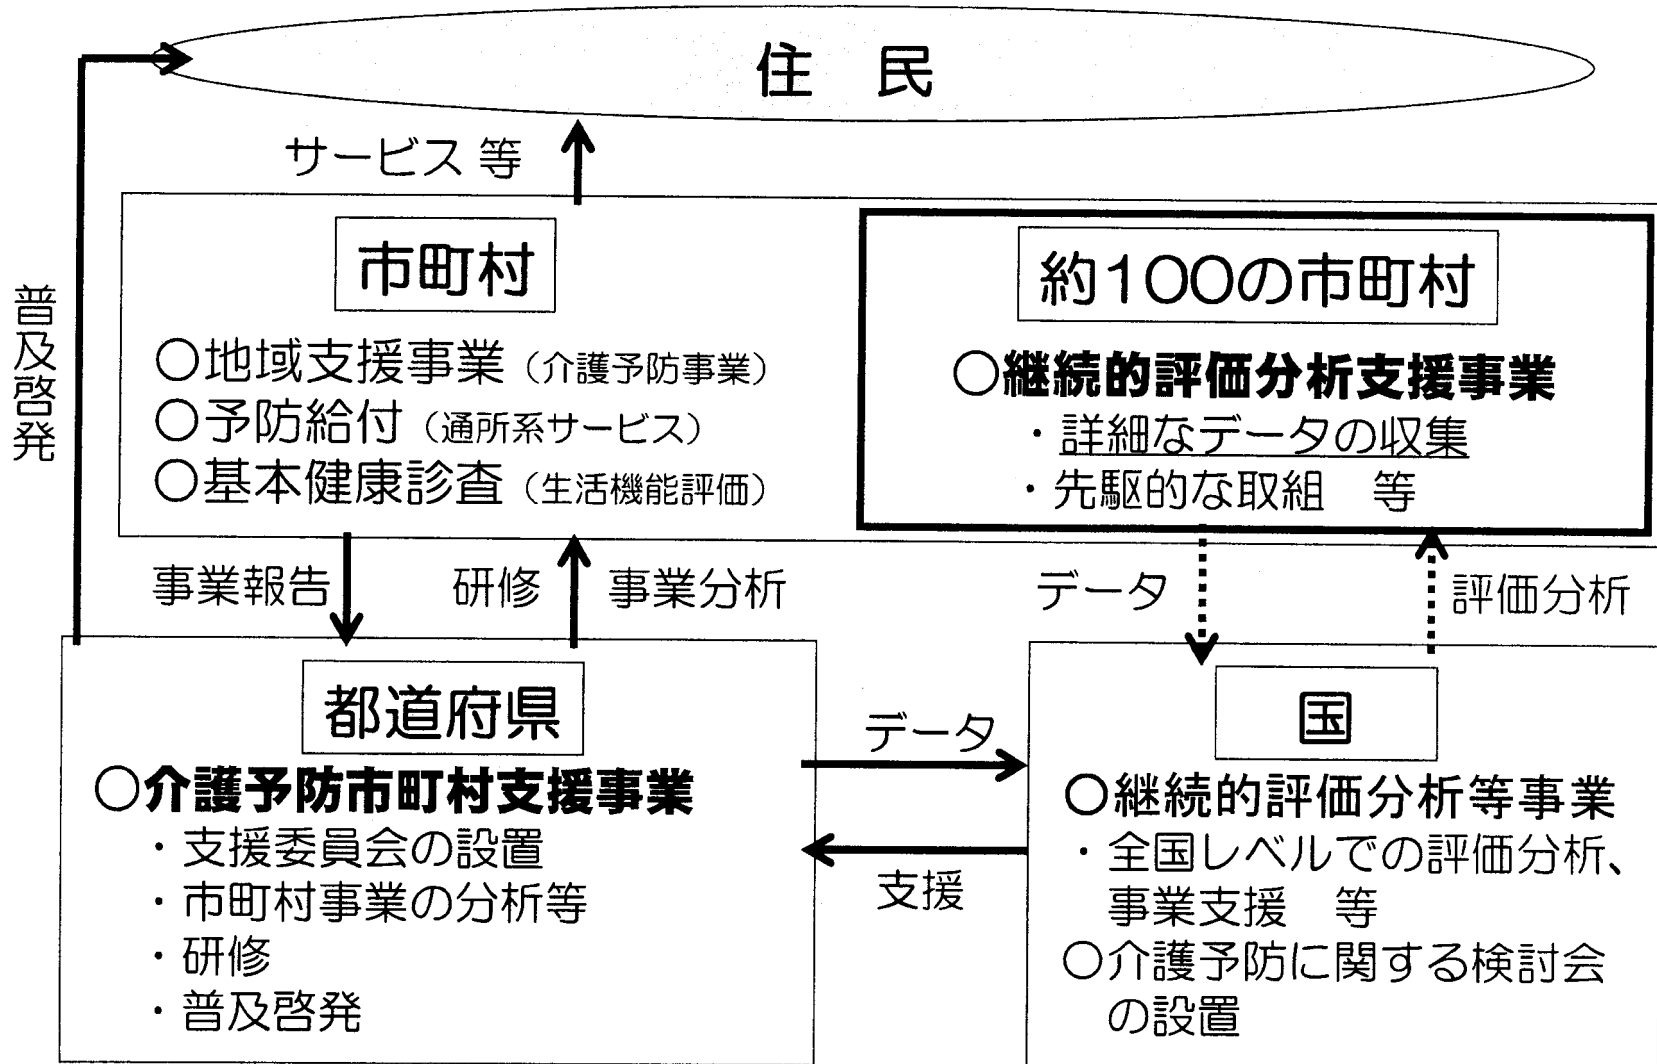 住　民
サービス 等
普及啓発
市町村
○地域支援事業（介護予防事業）
○予防給付（通所系サービス）
○基本健康診査（生活機能評価）
約100の市町村
○継続的評価分析支援事業
・詳細なデータの収集
・先駆的な取組　等
事業報告
研修
事業分析
データ
評価分析
都道府県
○介護予防市町村支援事業
・支援委員会の設置
・市町村事業の分析等
・研修
・普及啓発
データ
支援
国
○継続的評価分析等事業
・全国レベルでの評価分析、
事業支援　等
○介護予防に関する検討会
の設置